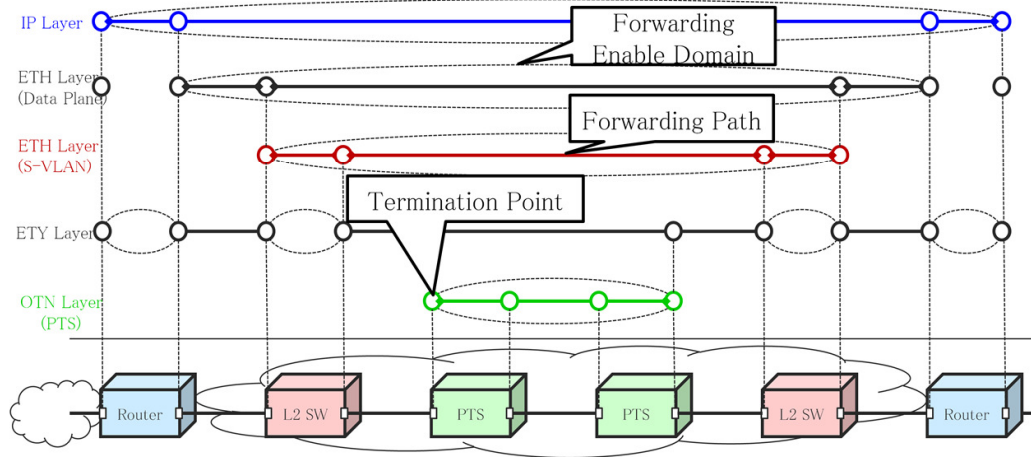 IP Layer
Forwarding
Enable Domain
ETH Layer
(Data Plane)
Forwarding Path
ETH Layer
(S-VLAN)
Termination Point
ETY Layer
OTN Layer
(PTS)
Router
L2 SW
PTS
PTS
L2 SW
Router